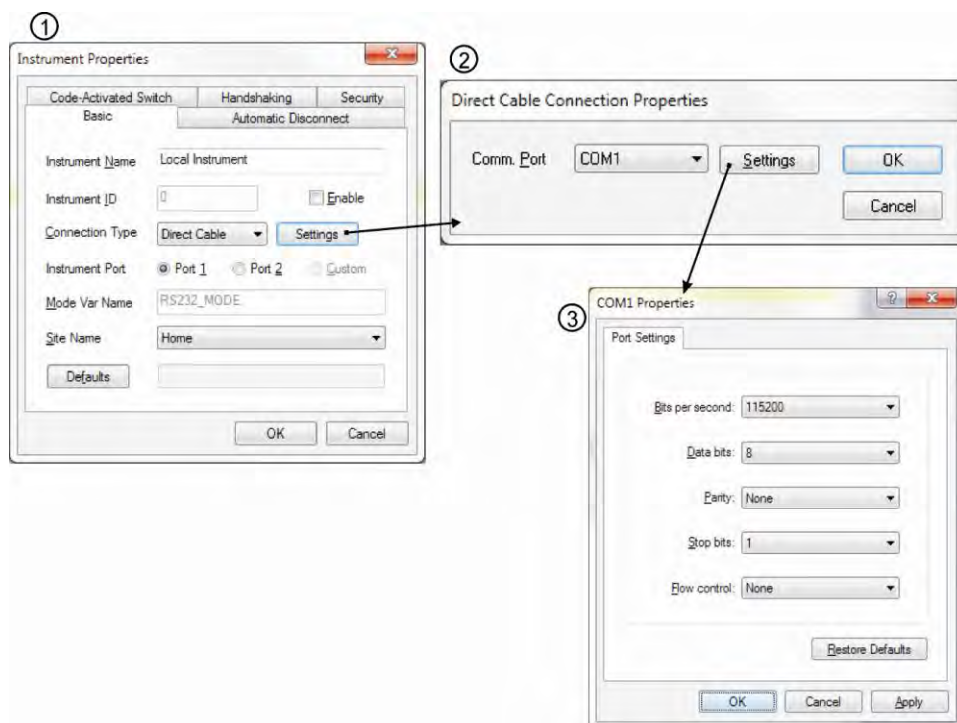 ①
Instrument Properties
Code-Activated Switch Handshaking Security
Basic Automatic Disconnect
Instrument Name Local Instrument
Instrument ID 0 Enable
Connection Type Direct Cable Settings
Instrument Port Port 1 Port 2 Custom
Mode Var Name RS232_MODE
Site Name Home
Defaults
OK Cancel
②
Direct Cable Connection Properties
Comm. Port COM1 Settings OK
Cancel
③
COM1 Properties
Port Settings
Bits per second: 115200
Data bits: 8
Parity: None
Stop bits: 1
Flow control: None
Restore Defaults
OK Cancel Apply